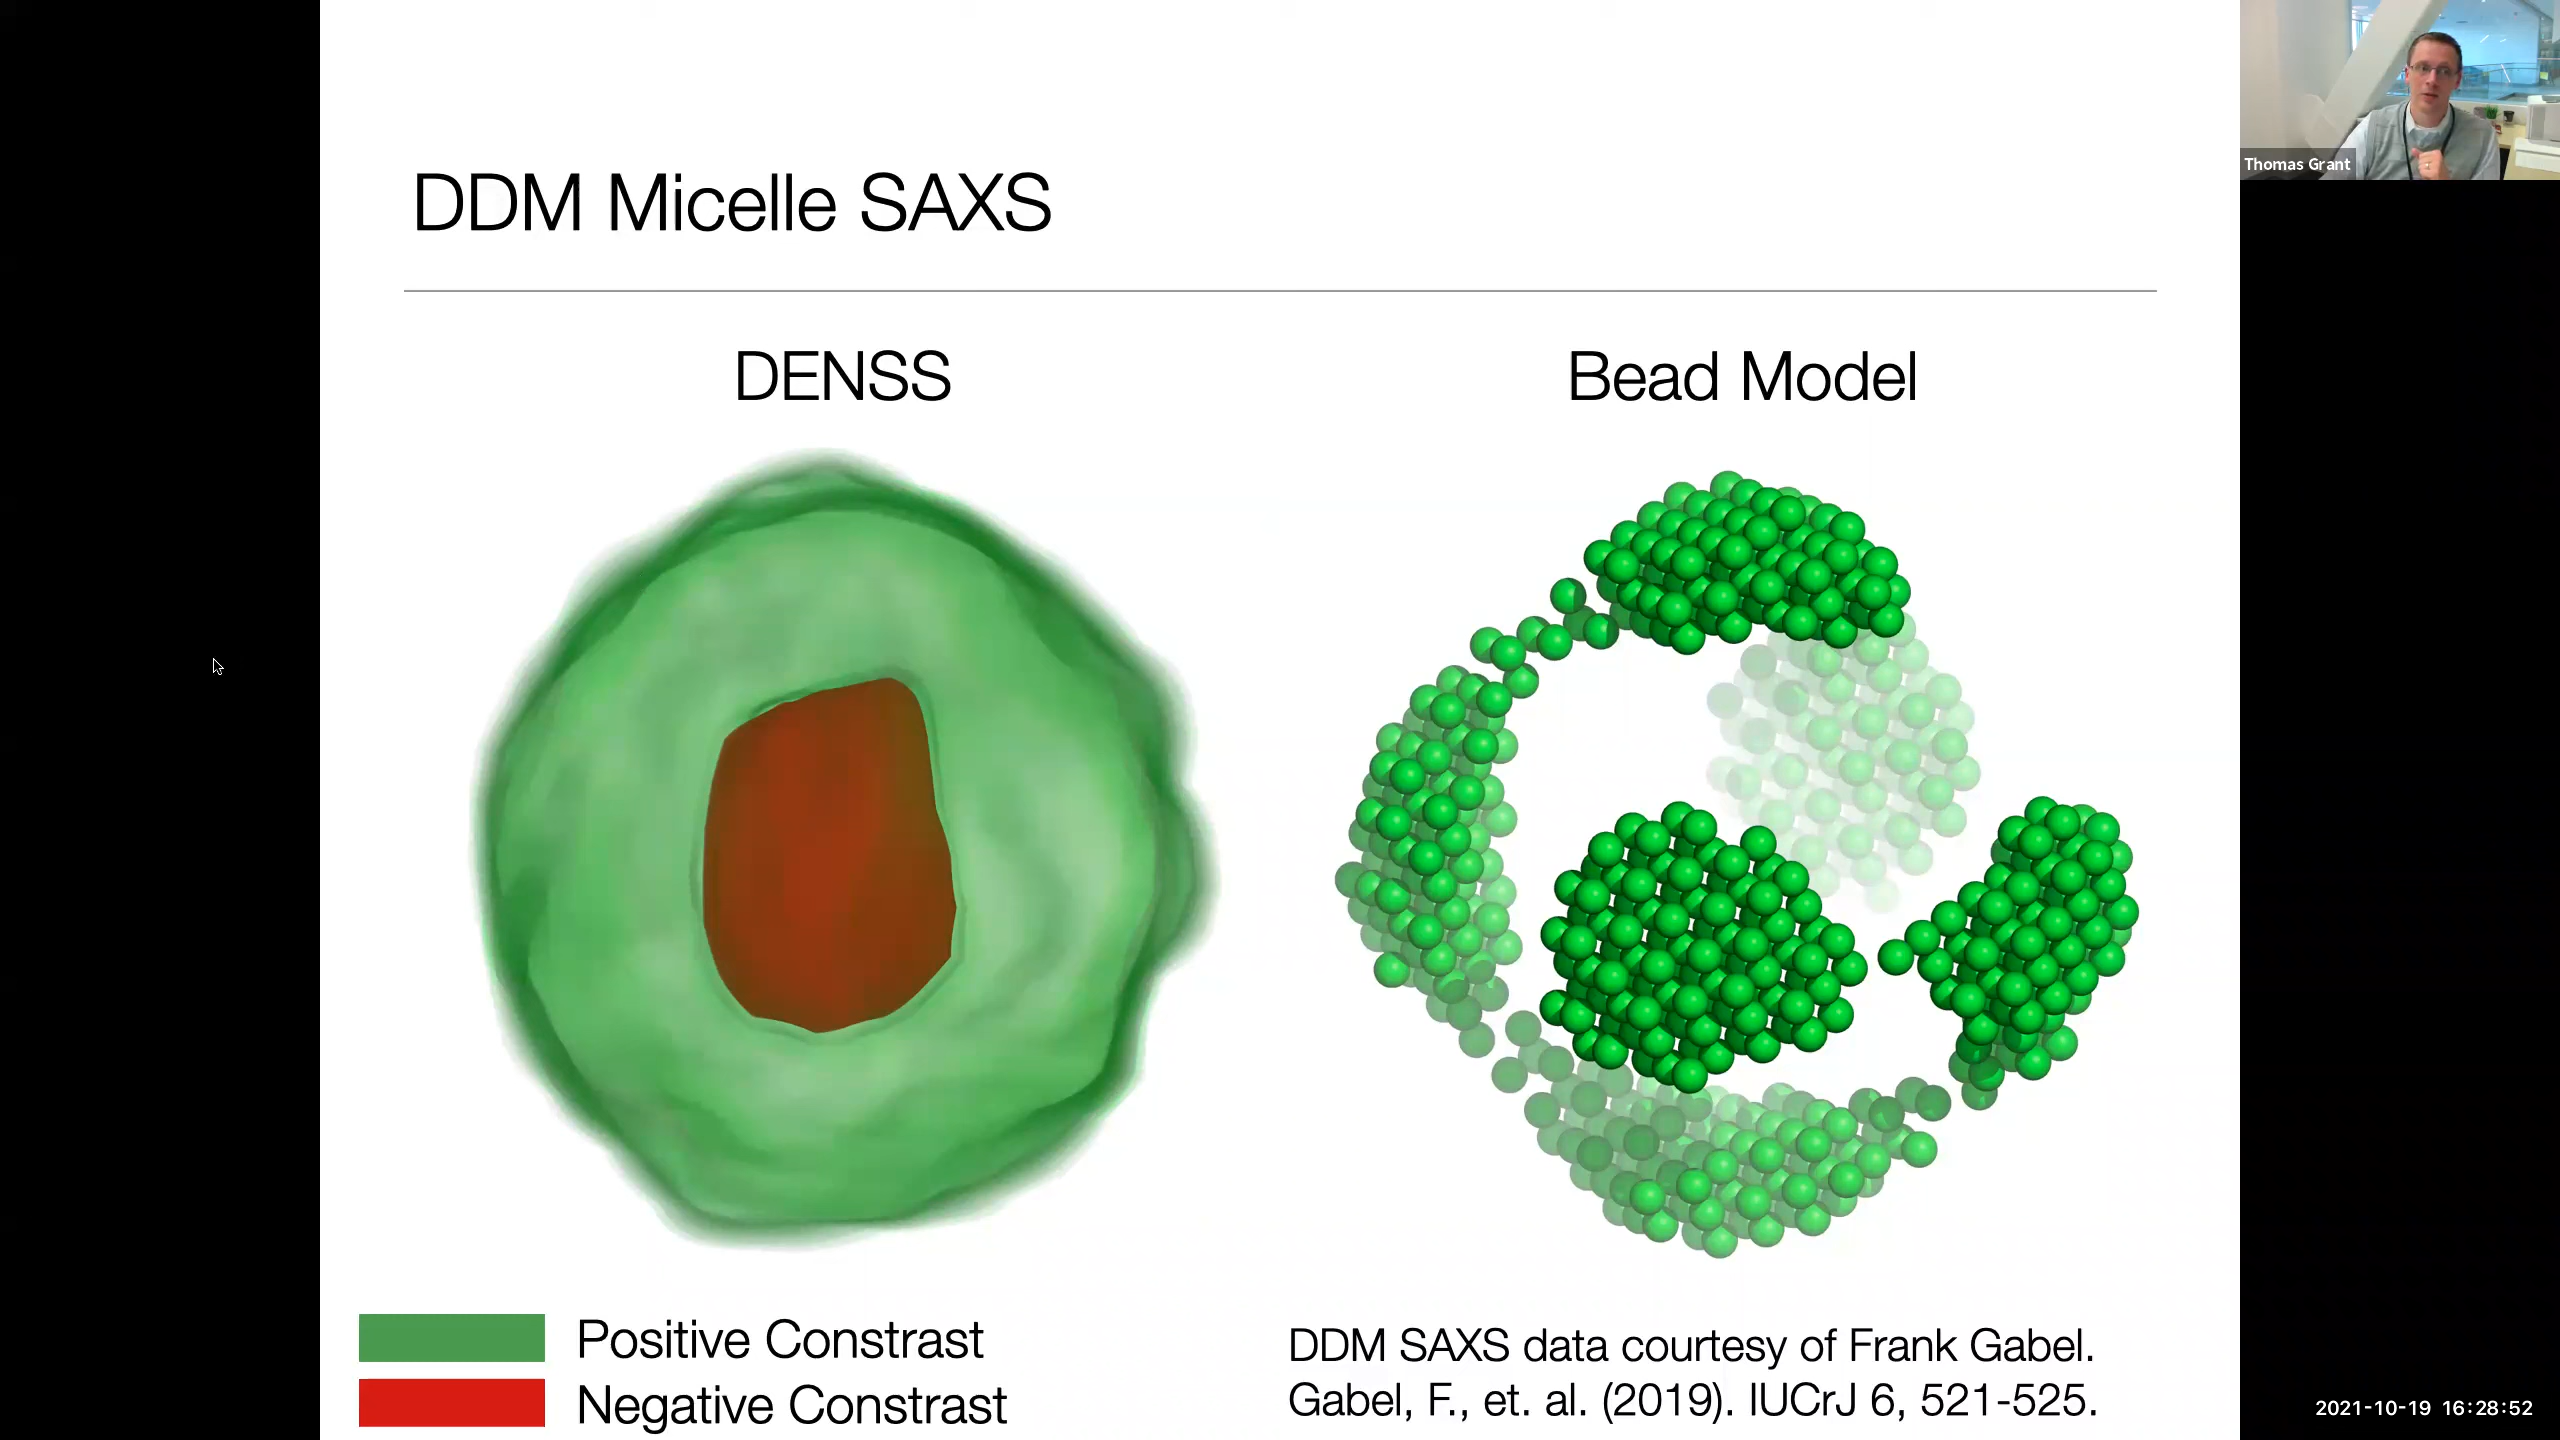 Thomas Grant
DDM Micelle SAXS
DENSS
Bead Model
Positive Constrast
Negative Constrast
DDM SAXS data courtesy of Frank Gabel.
Gabel, F., et. al. (2019). IUCrJ 6, 521-525.
2021-10-19 16:28:52